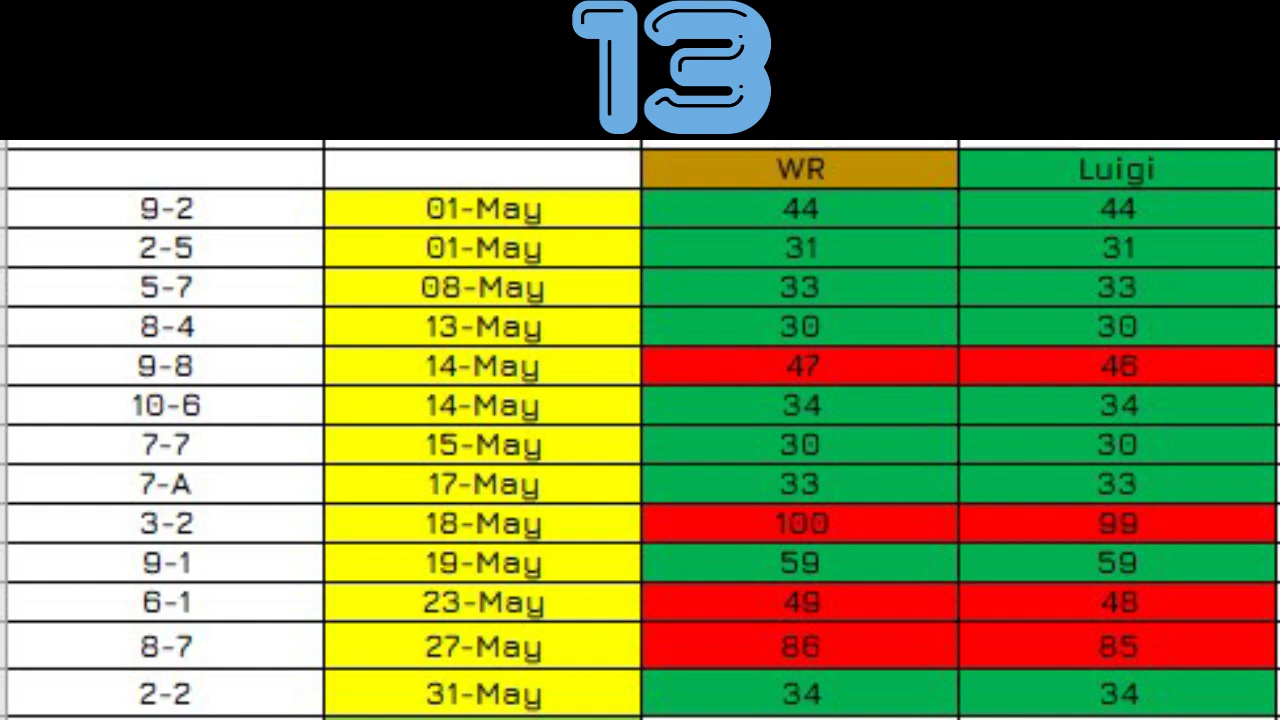 13
WR Luigi
9-2 01-May 44 44
2-5 01-May 31 31
5-7 08-May 33 33
8-4 13-May 30 30
9-8 14-May 47 46
10-6 14-May 34 34
7-7 15-May 30 30
7-A 17-May 33 33
3-2 18-May 100 99
9-1 19-May 59 59
6-1 23-May 49 48
8-7 27-May 86 85
2-2 31-May 34 34